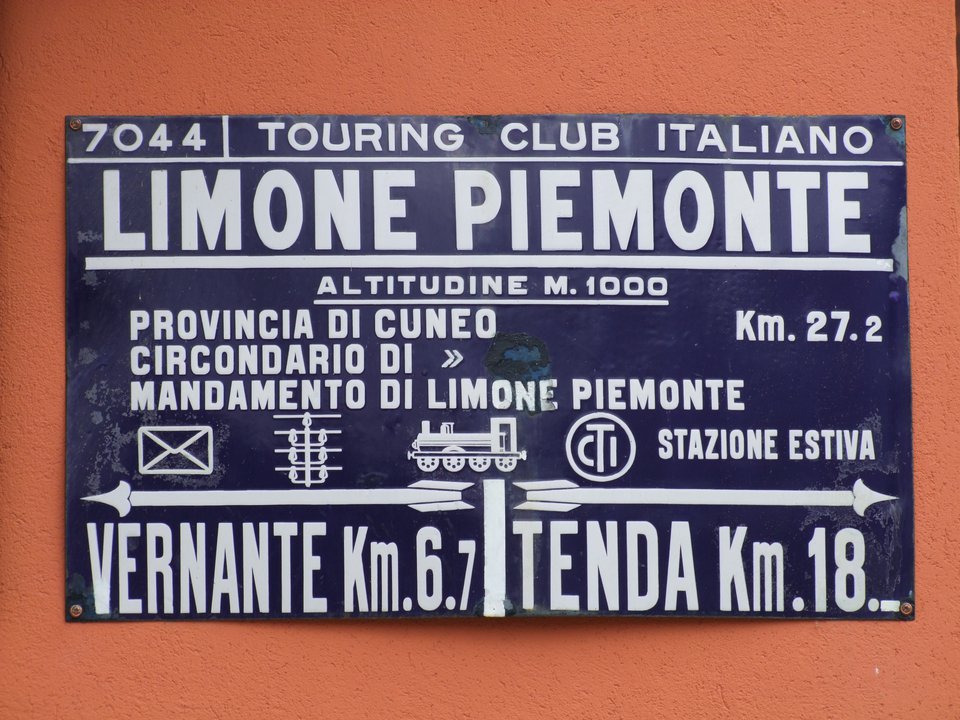 7044 TOURING CLUB ITALIANO
LIMONE PIEMONTE
ALTITUDINE M. 1000
PROVINCIA DI CUNEO Km. 27.2
CIRCONDARIO DI »
MANDAMENTO DI LIMONE PIEMONTE
CTI STAZIONE ESTIVA
VERNANTE Km.6.7 TENDA Km.18._